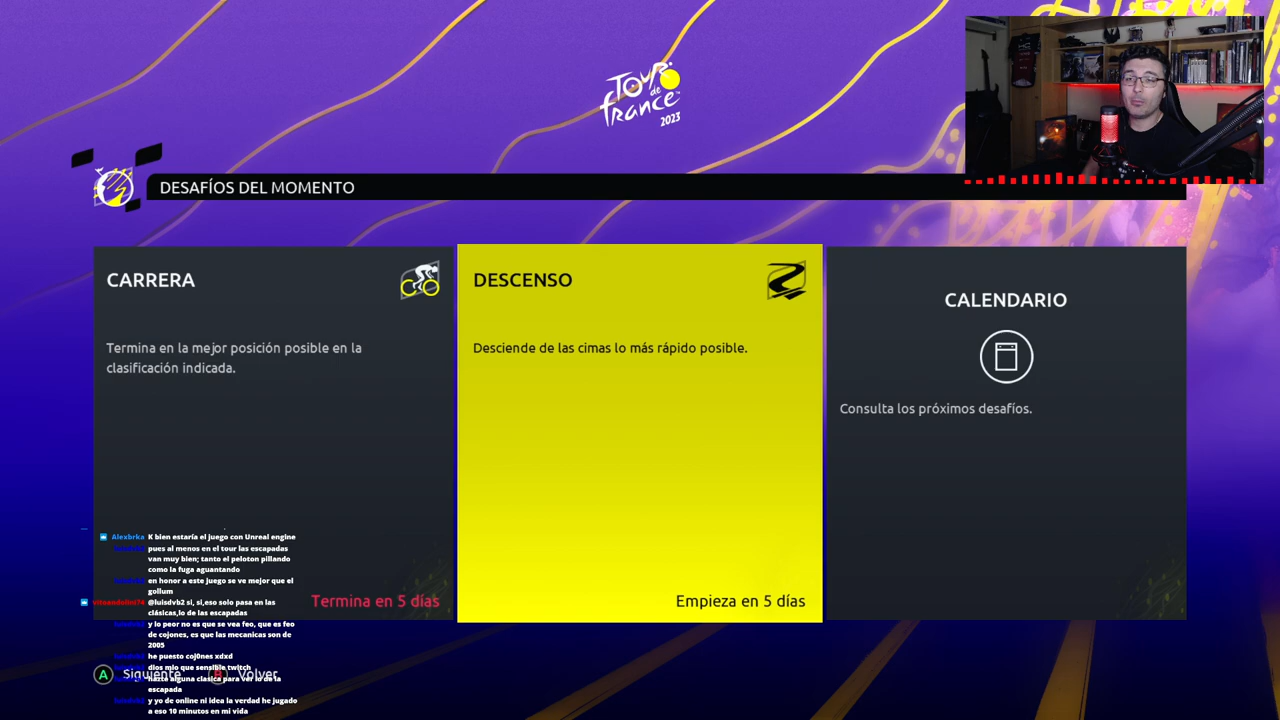 TOUR
de
france
2023
DESAFÍOS DEL MOMENTO
CARRERA
Termina en la mejor posición posible en la
clasificación indicada.
Termina en 5 días
DESCENSO
Desciende de las cimas lo más rápido posible.
Empieza en 5 días
CALENDARIO
Consulta los próximos desafíos.
Alexbrka K bien estaría el juego con Unreal engine
pues al menos en el tour las escapadas
van muy bien; tanto el peloton pillando
como la fuga aguantando
en honor a este juego se ve mejor que el
gollum
@luisdvb2 si, si,eso solo pasa en las
clásicas,lo de las escapadas
y lo peor no es que se vea feo, que es feo
de cojones, es que las mecanicas son de
2005
he puesto coj0nes xdxd
dios mio que sensible twitch
hazte alguna clasica para ver lo de la
escapada
y yo de online ni idea la verdad he jugado
a eso 10 minutos en mi vida
A Siguiente B Volver